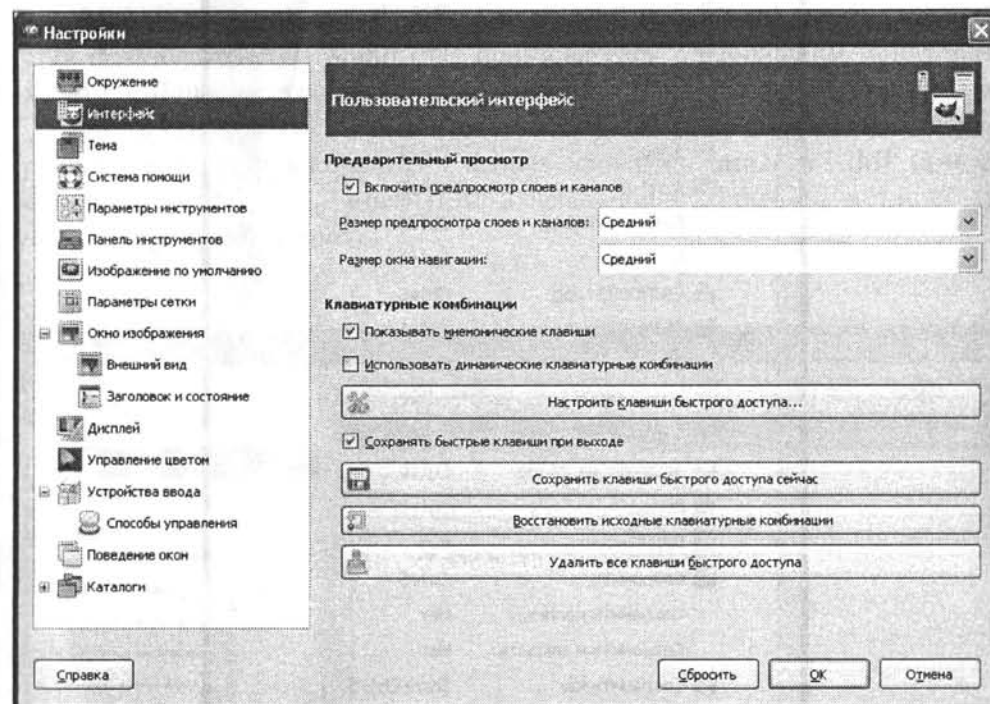 Настройки
Окружение
Интерфейс
Тема
Система помощи
Параметры инструментов
Панель инструментов
Изображение по умолчанию
Параметры сетки
Окно изображения
Внешний вид
Заголовок и состояние
Дисплей
Управление цветом
Устройства ввода
Способы управления
Поведение окон
Каталоги
Пользовательский интерфейс
Предварительный просмотр
Включить предпросмотр слоев и каналов
Размер предпросмотра слоев и каналов: Средний
Размер окна навигации: Средний
Клавиатурные комбинации
Показывать мнемонические клавиши
Использовать динамические клавиатурные комбинации
Настроить клавиши быстрого доступа...
Сохранять быстрые клавиши при выходе
Сохранить клавиши быстрого доступа сейчас
Восстановить исходные клавиатурные комбинации
Удалить все клавиши быстрого доступа
Справка
Сбросить
OK
Отмена